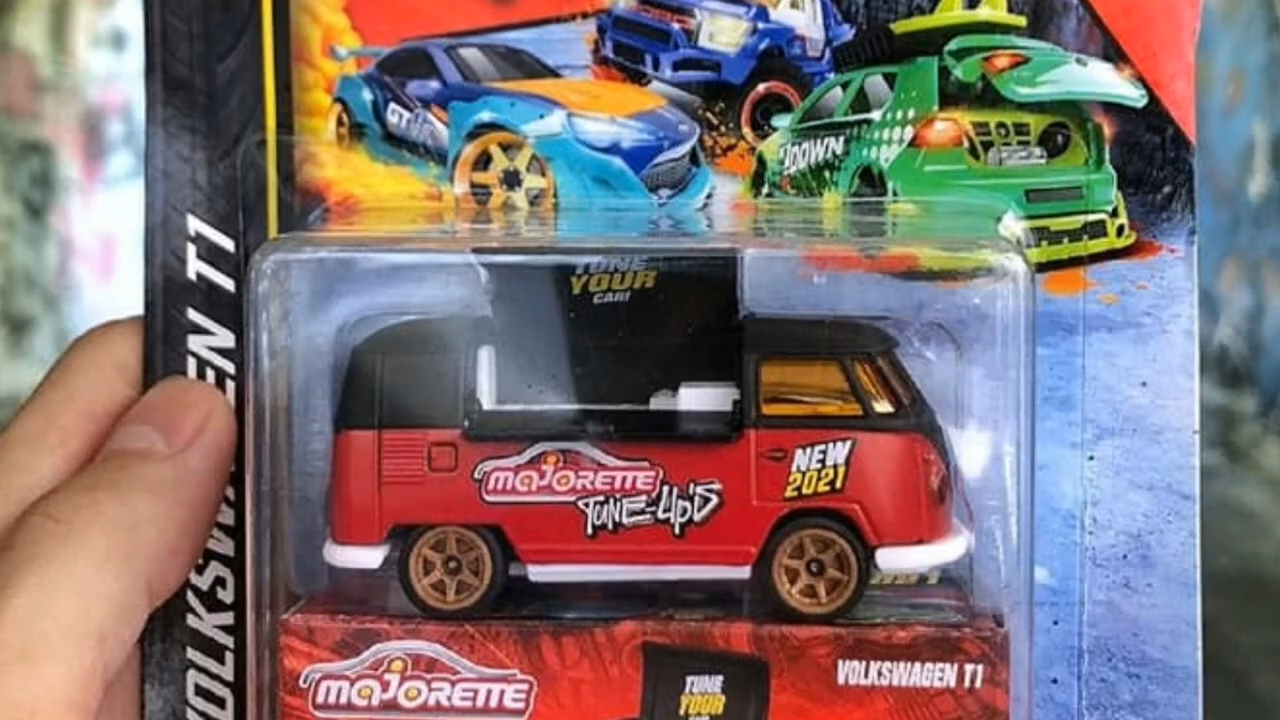 VOLKSWAGEN T1
GT
DOWN
TUNE
YOUR
CAR!
MAJORETTE
TUNE-UP'S
NEW
2021
MAJORETTE
TUNE
YOUR
VOLKSWAGEN T1